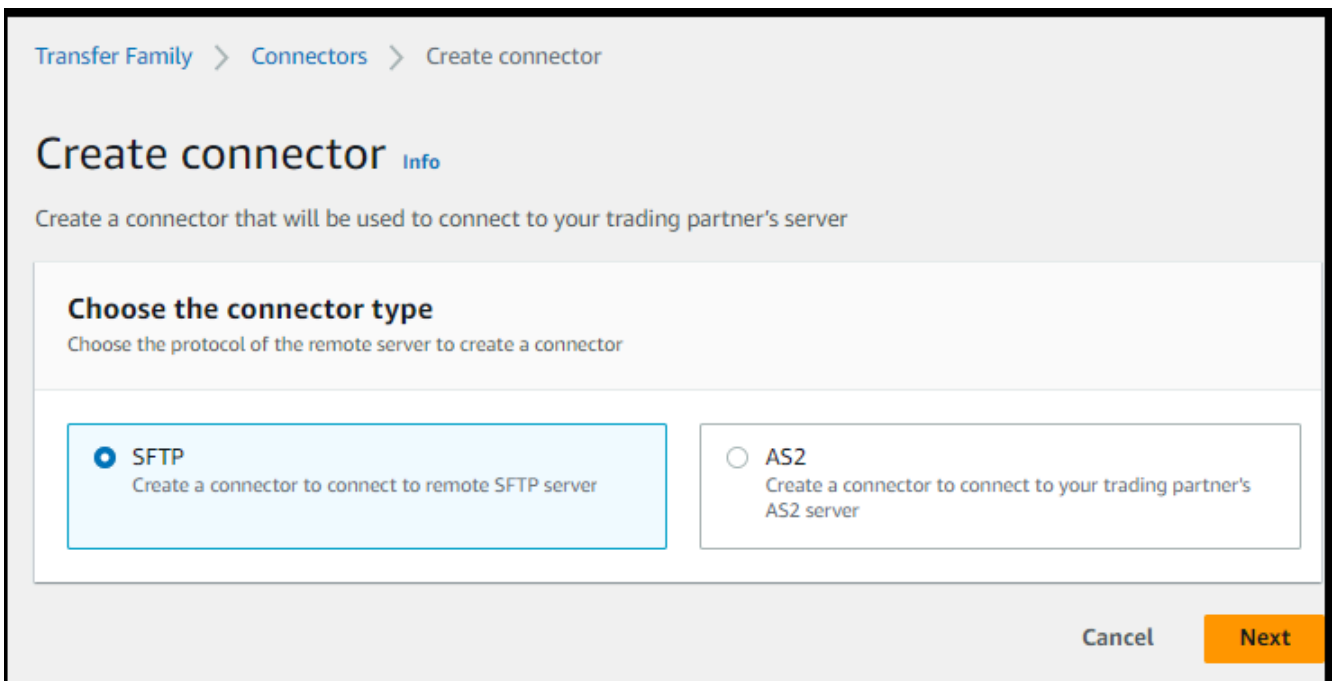 Transfer Family > Connectors > Create connector
Create connector Info
Create a connector that will be used to connect to your trading partner's server
Choose the connector type
Choose the protocol of the remote server to create a connector
SFTP
Create a connector to connect to remote SFTP server
AS2
Create a connector to connect to your trading partner's
AS2 server
Cancel Next